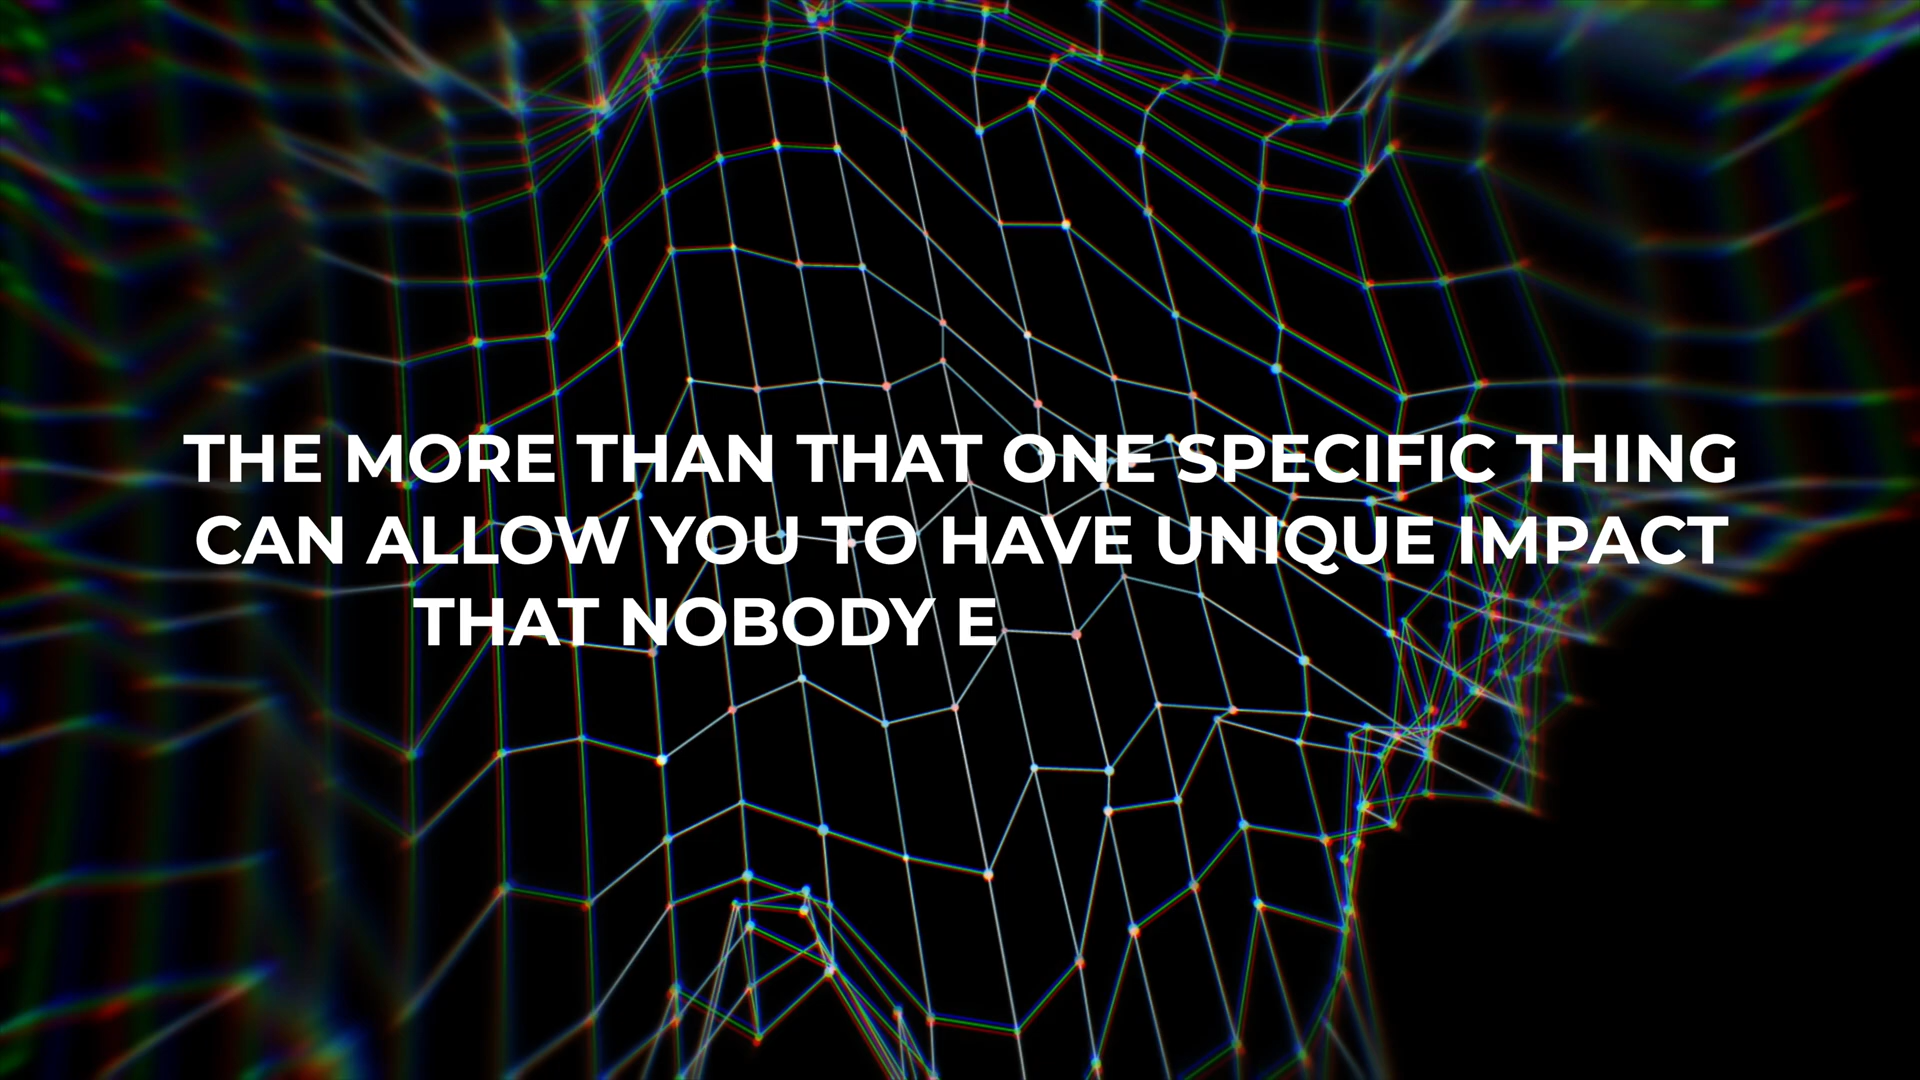 THE MORE THAN THAT ONE SPECIFIC THING
CAN ALLOW YOU TO HAVE UNIQUE IMPACT
THAT NOBODY E